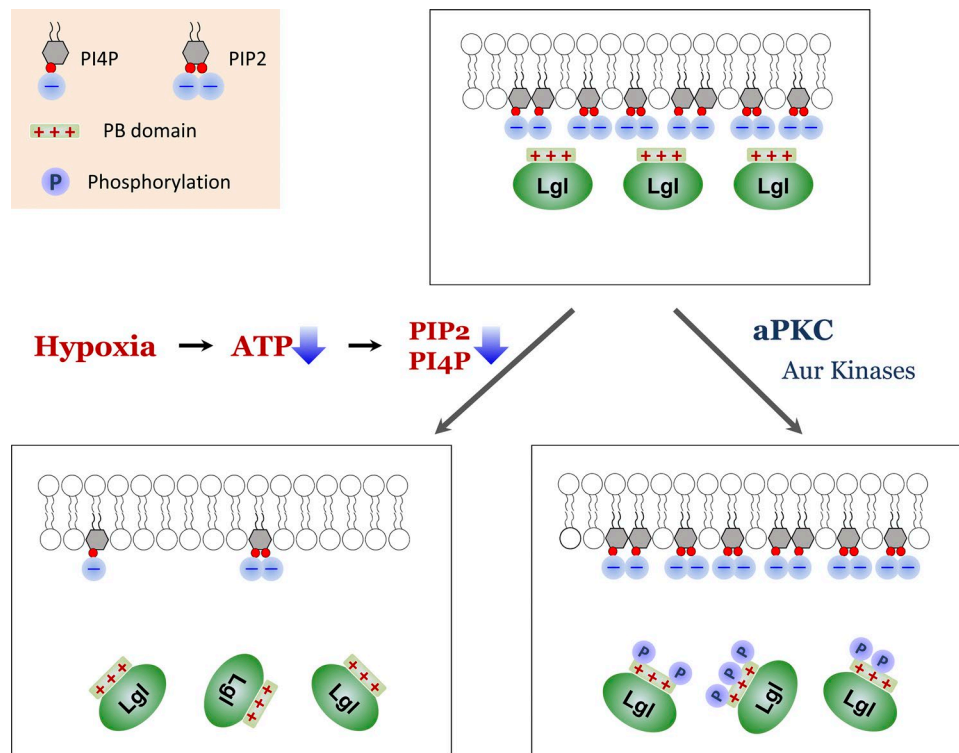 PI4P
PIP2
+ + +
PB domain
P
Phosphorylation
− − − − − − − − − − − −
+ + + + + + + + +
Lgl Lgl Lgl
Hypoxia → ATP → PIP2
PI4P
aPKC
Aur Kinases
− − −
+ + + + + + + + +
Lgl Lgl Lgl
− − − − − − − − − − − −
P P P P P P P
+ + + + + + + + +
Lgl Lgl Lgl